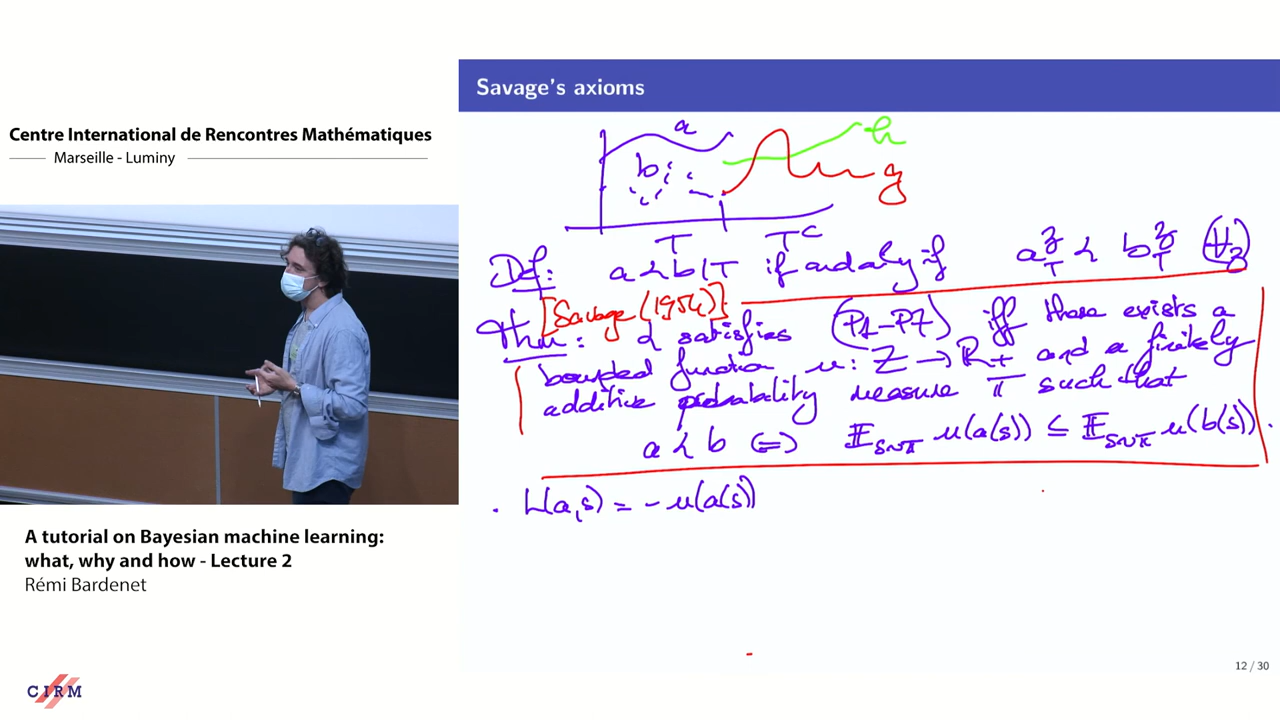 Centre International de Rencontres Mathématiques
Marseille - Luminy
A tutorial on Bayesian machine learning:
what, why and how - Lecture 2
Rémi Bardenet
CIRM
Savage's axioms
a
h
b
g
T T^C
Def: a ≺ b | T if and only if a_T^g ≺ b_T^g (∀g)
[Savage (1954)]
Thm: ≺ satisfies (P1-P7) iff there exists a
bounded function u: Z → R+ and a finitely
additive probability measure π such that
a ≺ b ⇔ E_{s~π} u(a(s)) ≤ E_{s~π} u(b(s)).
. L(a,s) = -u(a(s))
12 / 30